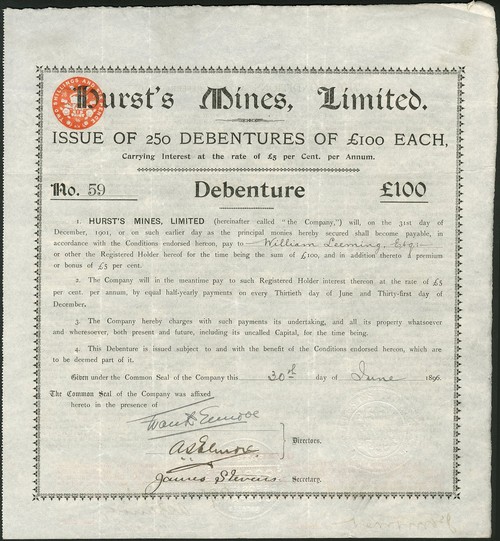 Hurst's Mines, Limited.
ISSUE OF 250 DEBENTURES OF £100 EACH,
Carrying Interest at the rate of £5 per Cent. per Annum.
No. 59 Debenture £100
1. HURST'S MINES, LIMITED (hereinafter called "the Company,") will, on the 31st day of
December, 1901, or on such earlier day as the principal monies hereby secured shall become payable, in
accordance with the Conditions endorsed hereon, pay to William Leeming, Esqr.
or other the Registered Holder hereof for the time being the sum of £100, and in addition thereto a premium
or bonus of £5 per cent.
2. The Company will in the meantime pay to such Registered Holder interest thereon at the rate of £5
per cent. per annum, by equal half-yearly payments on every Thirtieth day of June and Thirty-first day of
December.
3. The Company hereby charges with such payments its undertaking, and all its property whatsoever
and wheresoever, both present and future, including its uncalled Capital, for the time being.
4. This Debenture is issued subject to and with the benefit of the Conditions endorsed hereon, which are
to be deemed part of it.
Given under the Common Seal of the Company this 30th day of June 1896.
The Common Seal of the Company was affixed
hereto in the presence of
Frank Elmore
AS Elmore.
Directors.
James Stevens
Secretary.